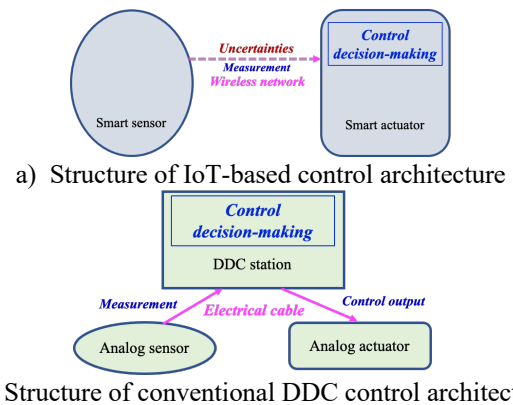 Control
decision-making
Uncertainties
Measurement
Wireless network
Smart sensor
Smart actuator
a) Structure of IoT-based control architecture
Control
decision-making
DDC station
Measurement
Electrical cable
Control output
Analog sensor
Analog actuator
Structure of conventional DDC control architect